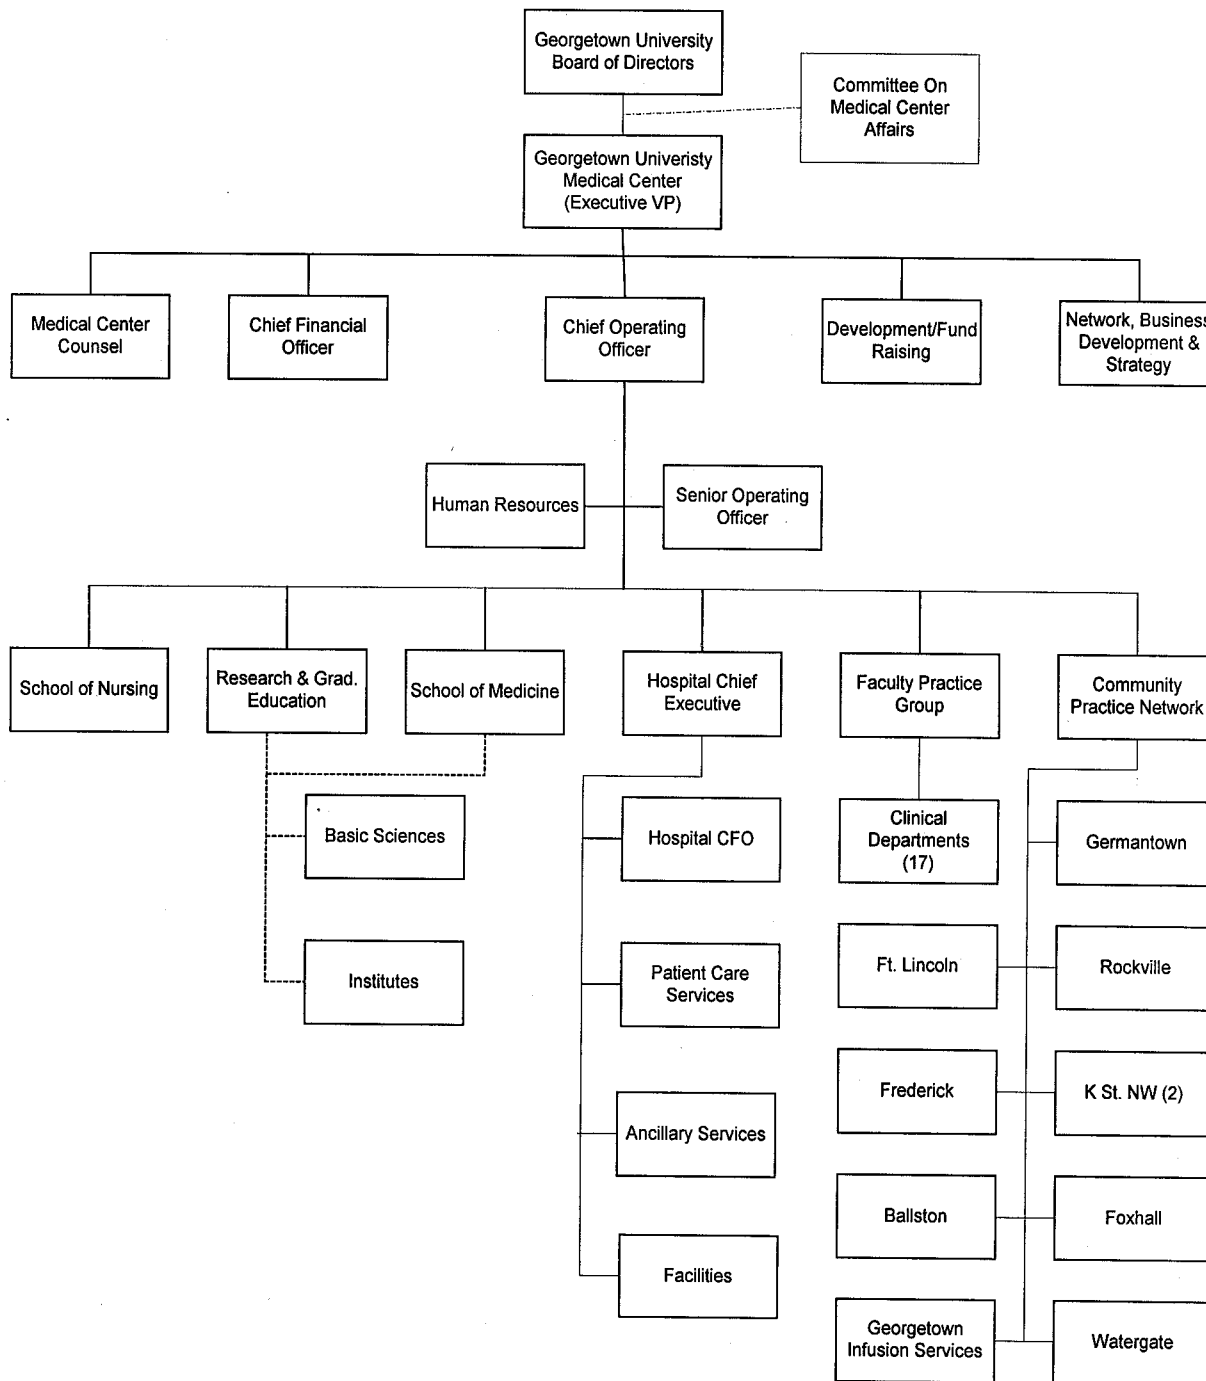 Georgetown University
Board of Directors
Committee On
Medical Center
Affairs
Georgetown Univeristy
Medical Center
(Executive VP)
Medical Center
Counsel
Chief Financial
Officer
Chief Operating
Officer
Development/Fund
Raising
Network, Business
Development &
Strategy
Human Resources
Senior Operating
Officer
School of Nursing
Research & Grad.
Education
School of Medicine
Hospital Chief
Executive
Faculty Practice
Group
Community
Practice Network
Basic Sciences
Hospital CFO
Clinical
Departments
(17)
Germantown
Institutes
Patient Care
Services
Ft. Lincoln
Rockville
Ancillary Services
Frederick
K St. NW (2)
Facilities
Ballston
Foxhall
Georgetown
Infusion Services
Watergate